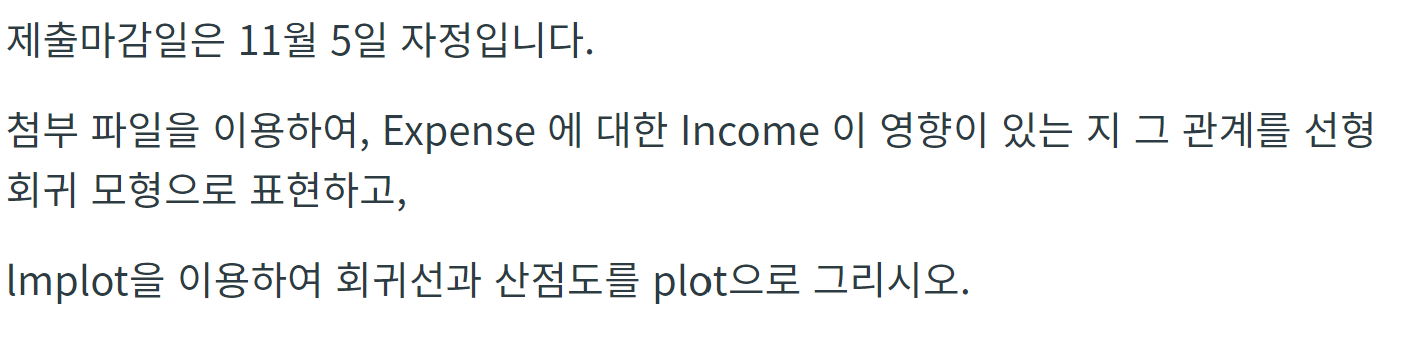 제출마감일은 11월 5일 자정입니다.
첨부 파일을 이용하여, Expense 에 대한 Income 이 영향이 있는 지 그 관계를 선형
회귀 모형으로 표현하고,
lmplot을 이용하여 회귀선과 산점도를 plot으로 그리시오.